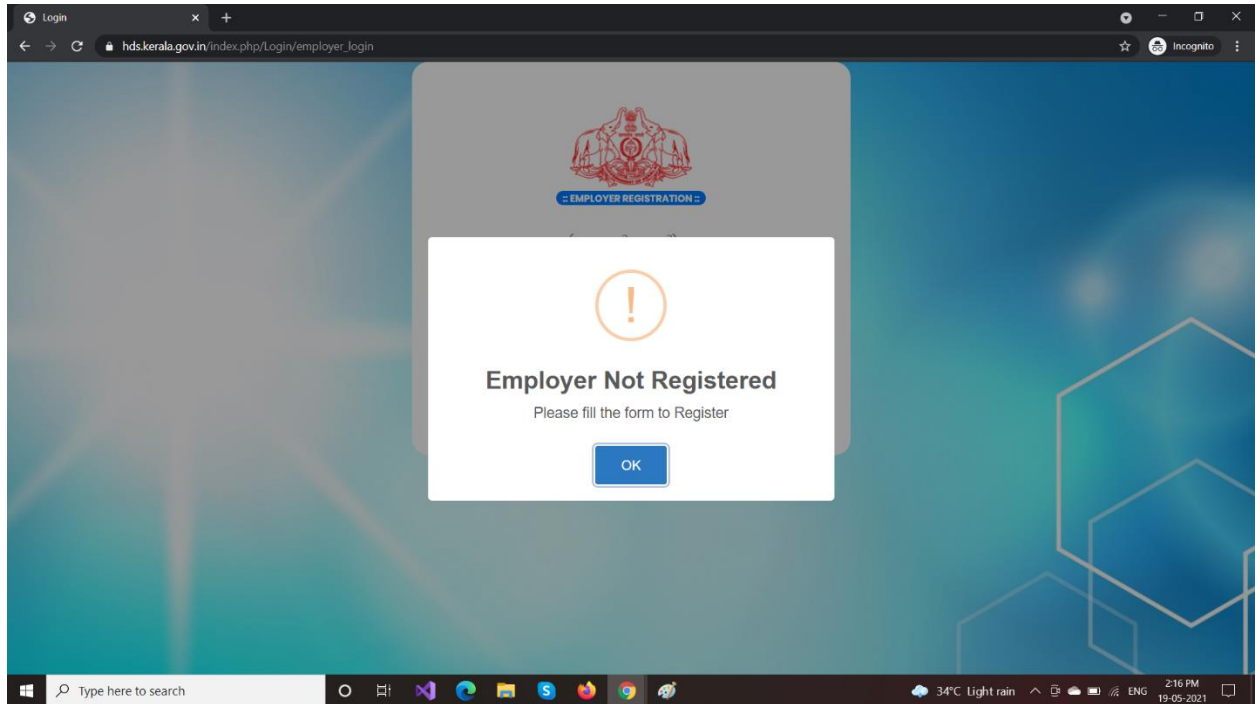 Login
hds.kerala.gov.in/index.php/Login/employer_login
Incognito
:: EMPLOYER REGISTRATION ::
!
Employer Not Registered
Please fill the form to Register
OK
Type here to search
34°C Light rain
ENG
2:16 PM
19-05-2021